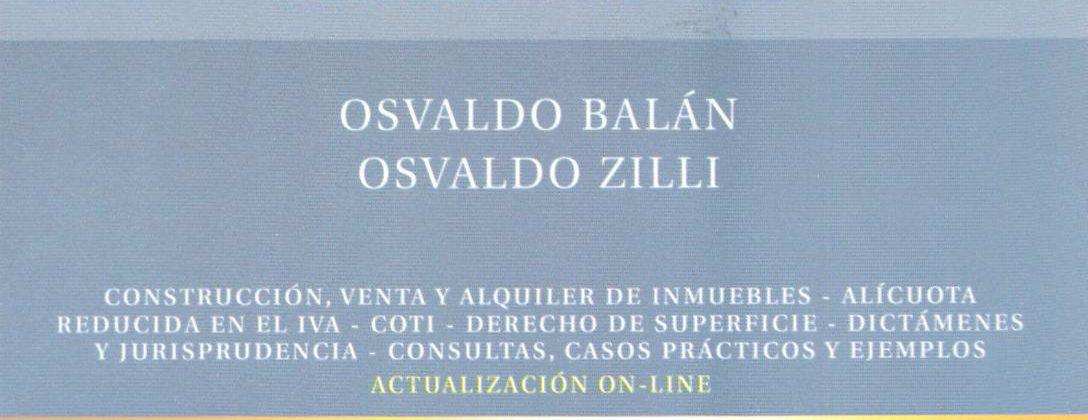 OSVALDO BALÁN
OSVALDO ZILLI
CONSTRUCCIÓN, VENTA Y ALQUILER DE INMUEBLES - ALÍCUOTA
REDUCIDA EN EL IVA - COTI - DERECHO DE SUPERFICIE - DICTÁMENES
Y JURISPRUDENCIA - CONSULTAS, CASOS PRÁCTICOS Y EJEMPLOS
ACTUALIZACIÓN ON-LINE